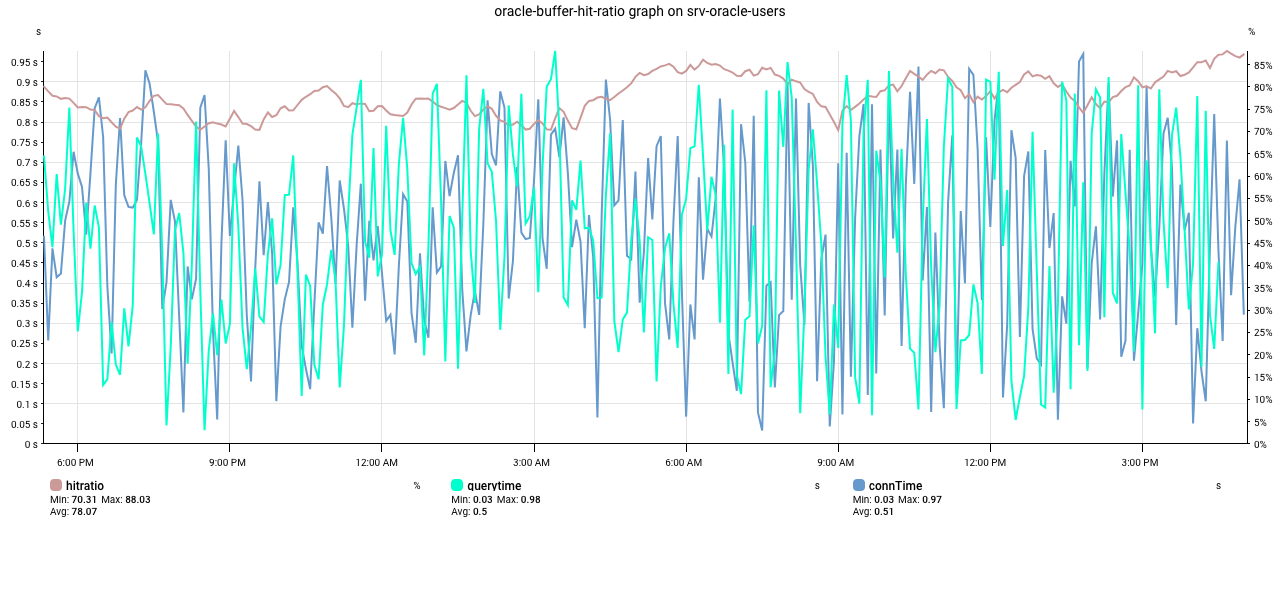 oracle-buffer-hit-ratio graph on srv-oracle-users
s %
0.95 s 85%
0.9 s 80%
0.85 s 75%
0.8 s 70%
0.75 s 65%
0.7 s 60%
0.65 s 55%
0.6 s 50%
0.55 s 45%
0.5 s 40%
0.45 s 35%
0.4 s 30%
0.35 s 25%
0.3 s 20%
0.25 s 15%
0.2 s 10%
0.15 s 5%
0.1 s 0%
0.05 s
0 s
6:00 PM 9:00 PM 12:00 AM 3:00 AM 6:00 AM 9:00 AM 12:00 PM 3:00 PM
hitratio % querytime s connTime s
Min: 70.31 Max: 88.03 Min: 0.03 Max: 0.98 Min: 0.03 Max: 0.97
Avg: 78.07 Avg: 0.5 Avg: 0.51